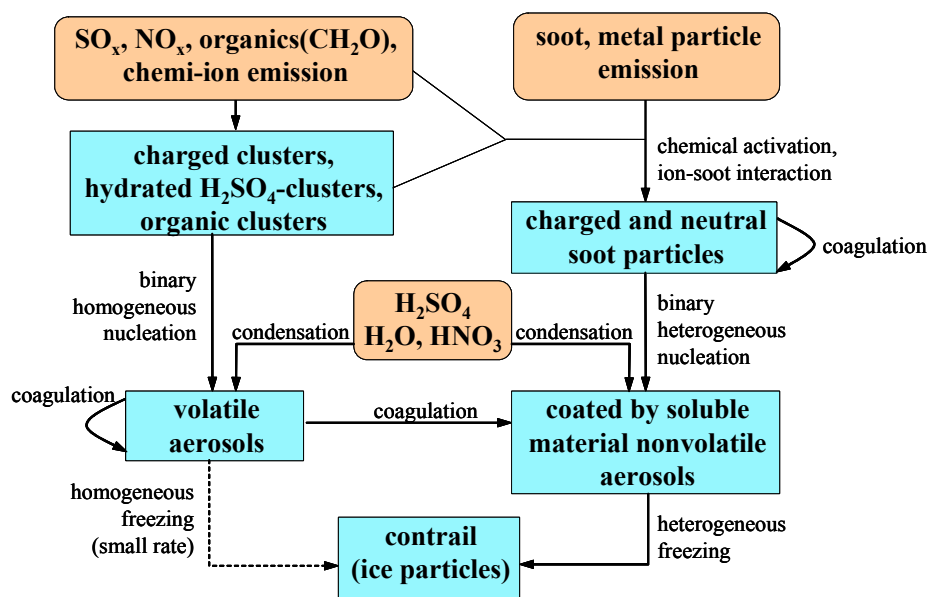 SOₓ, NOₓ, organics(CH₂O),
chemi-ion emission
soot, metal particle
emission
charged clusters,
hydrated H₂SO₄-clusters,
organic clusters
chemical activation,
ion-soot interaction
charged and neutral
soot particles
coagulation
binary
homogeneous
nucleation
H₂SO₄
H₂O, HNO₃
condensation
condensation
binary
heterogeneous
nucleation
coagulation
volatile
aerosols
coagulation
coated by soluble
material nonvolatile
aerosols
homogeneous
freezing
(small rate)
contrail
(ice particles)
heterogeneous
freezing